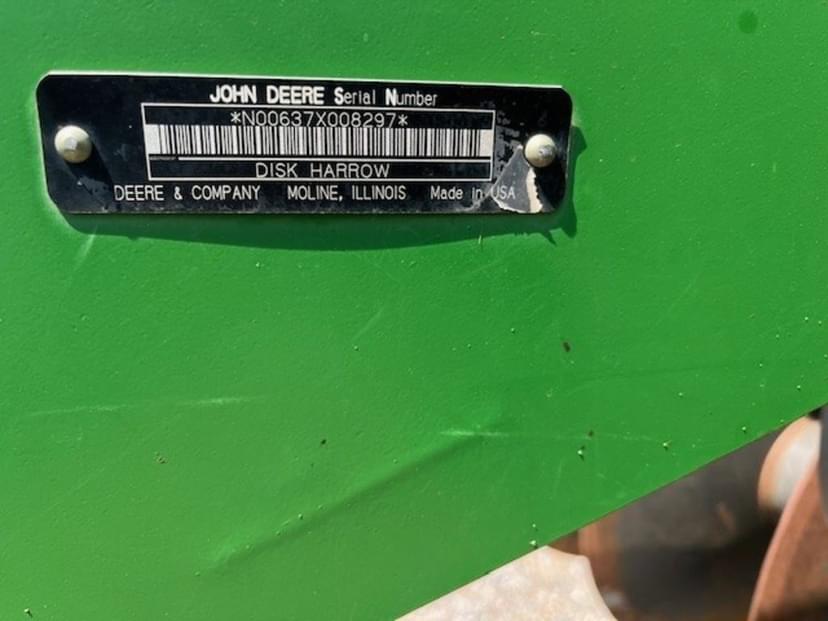 JOHN DEERE Serial Number
*N00637X008297*
DISK HARROW
DEERE & COMPANY MOLINE, ILLINOIS Made in USA